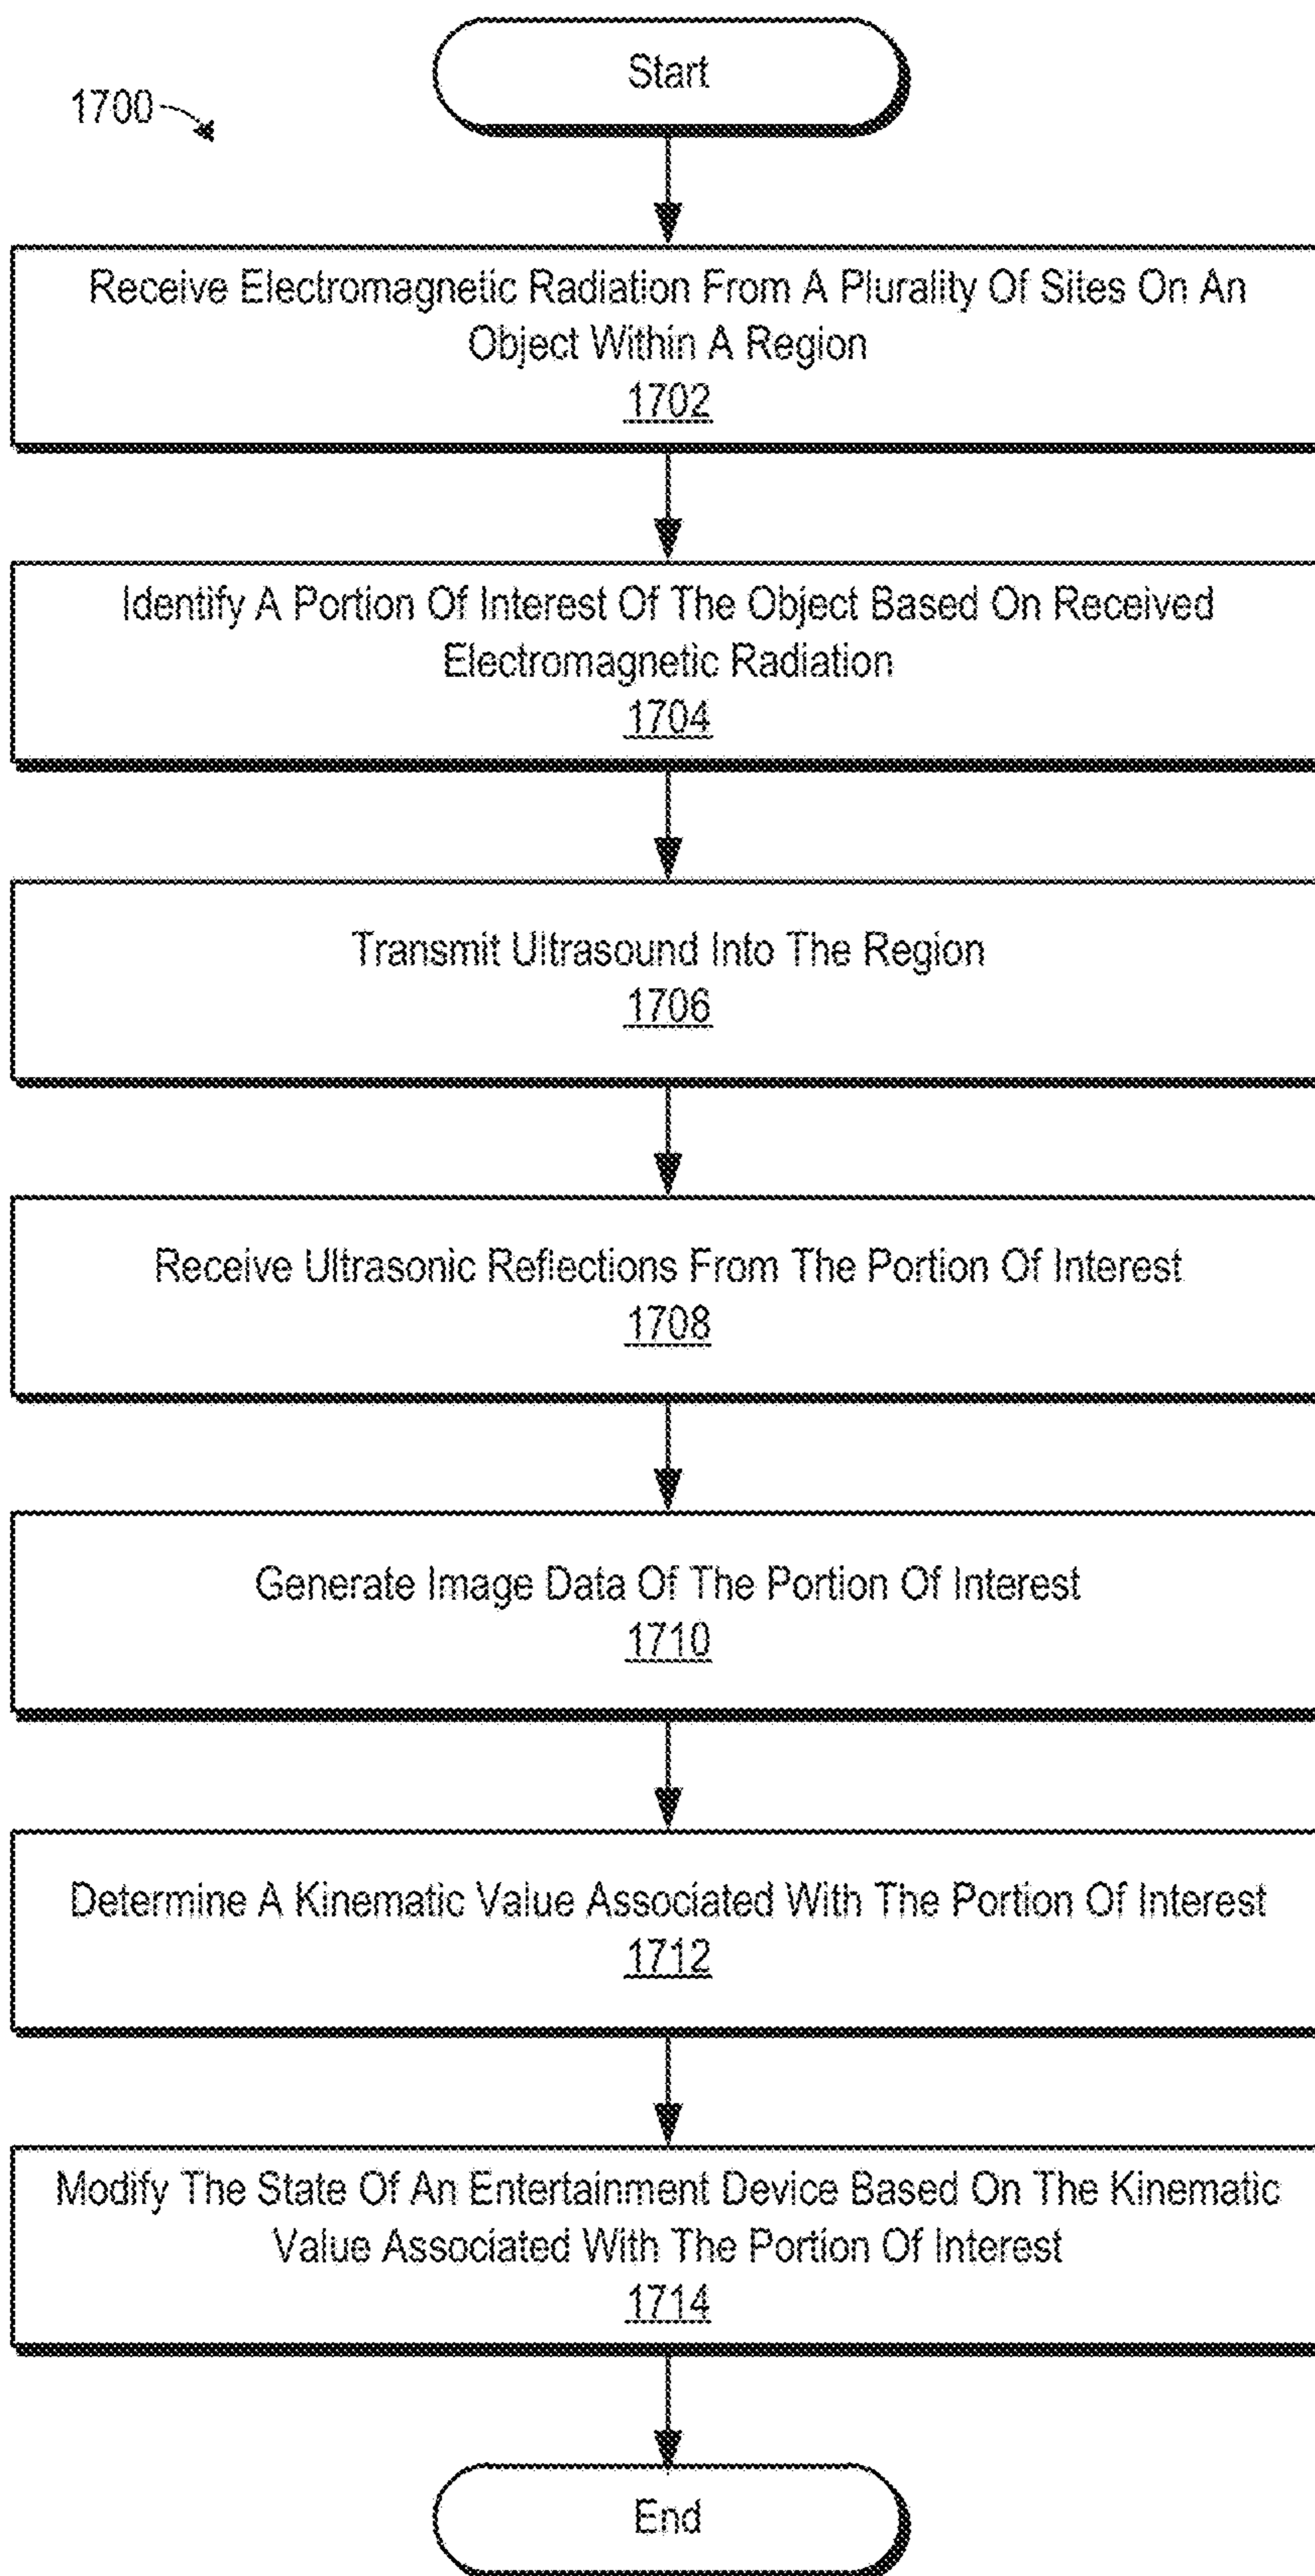 Start
1700
Receive Electromagnetic Radiation From A Plurality Of Sites On An
Object Within A Region
1702
Identify A Portion Of Interest Of The Object Based On Received
Electromagnetic Radiation
1704
Transmit Ultrasound Into The Region
1706
Receive Ultrasonic Reflections From The Portion Of Interest
1708
Generate Image Data Of The Portion Of Interest
1710
Determine A Kinematic Value Associated With The Portion Of Interest
1712
Modify The State Of An Entertainment Device Based On The Kinematic
Value Associated With The Portion Of Interest
1714
End